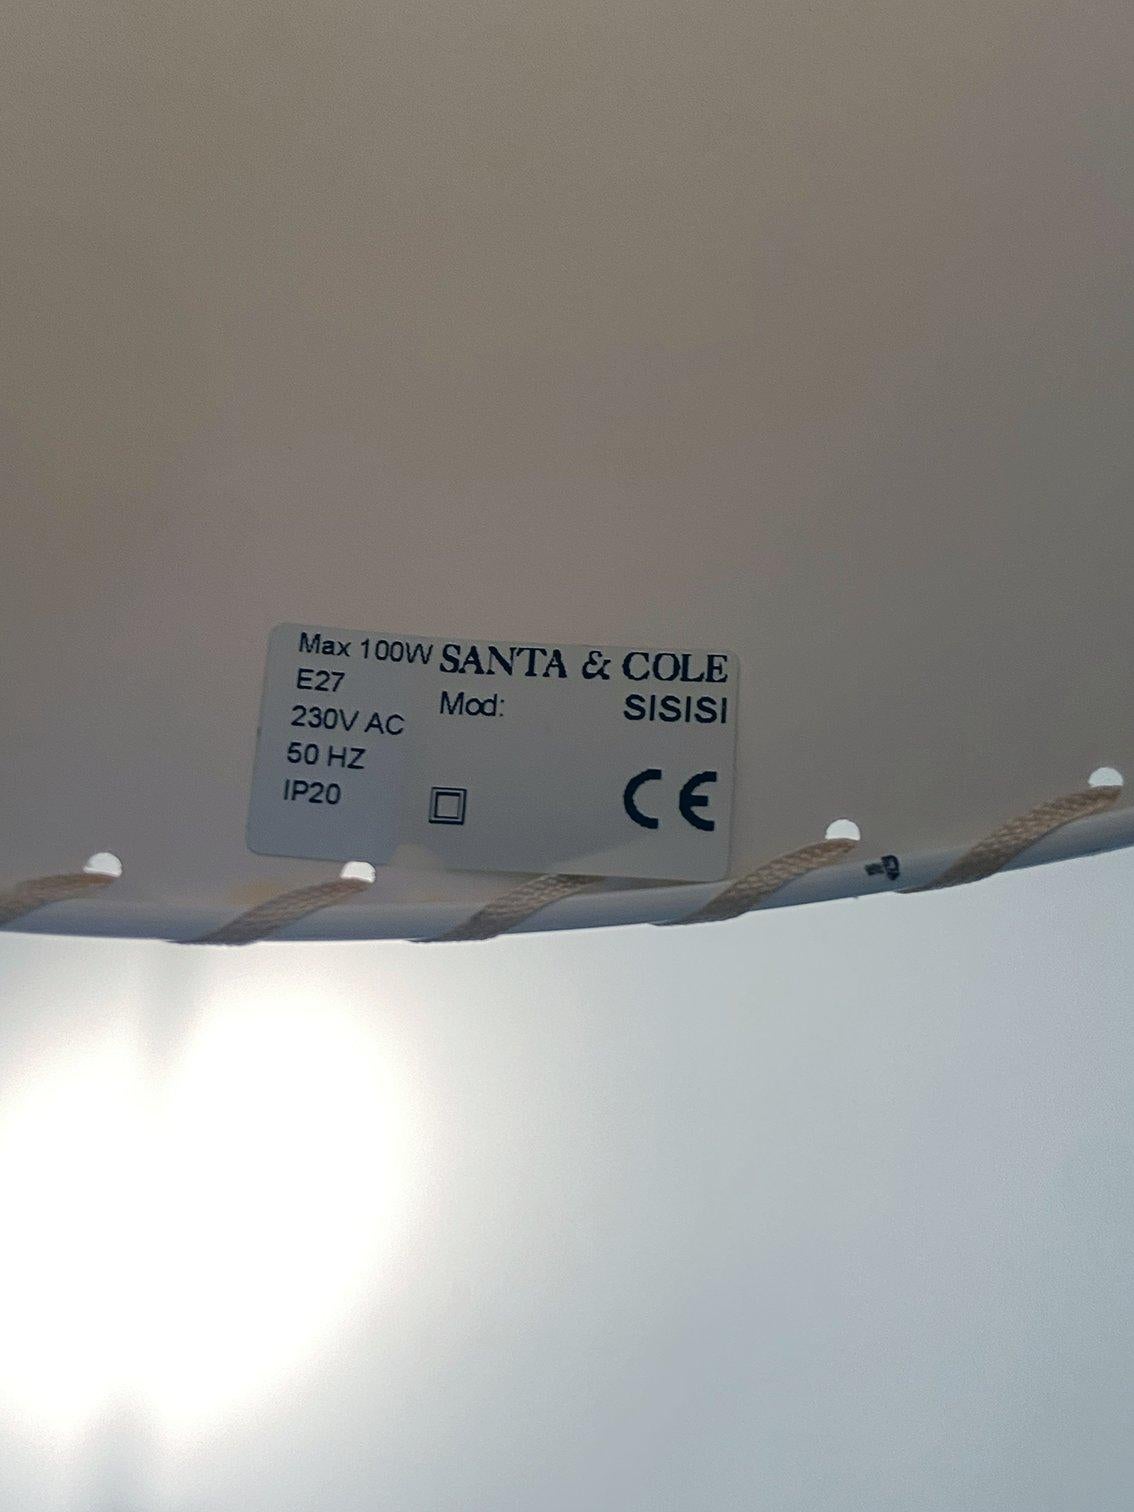 Max 100W
E27
230V AC
50 HZ
IP20
SANTA & COLE
Mod: SISISI
CE